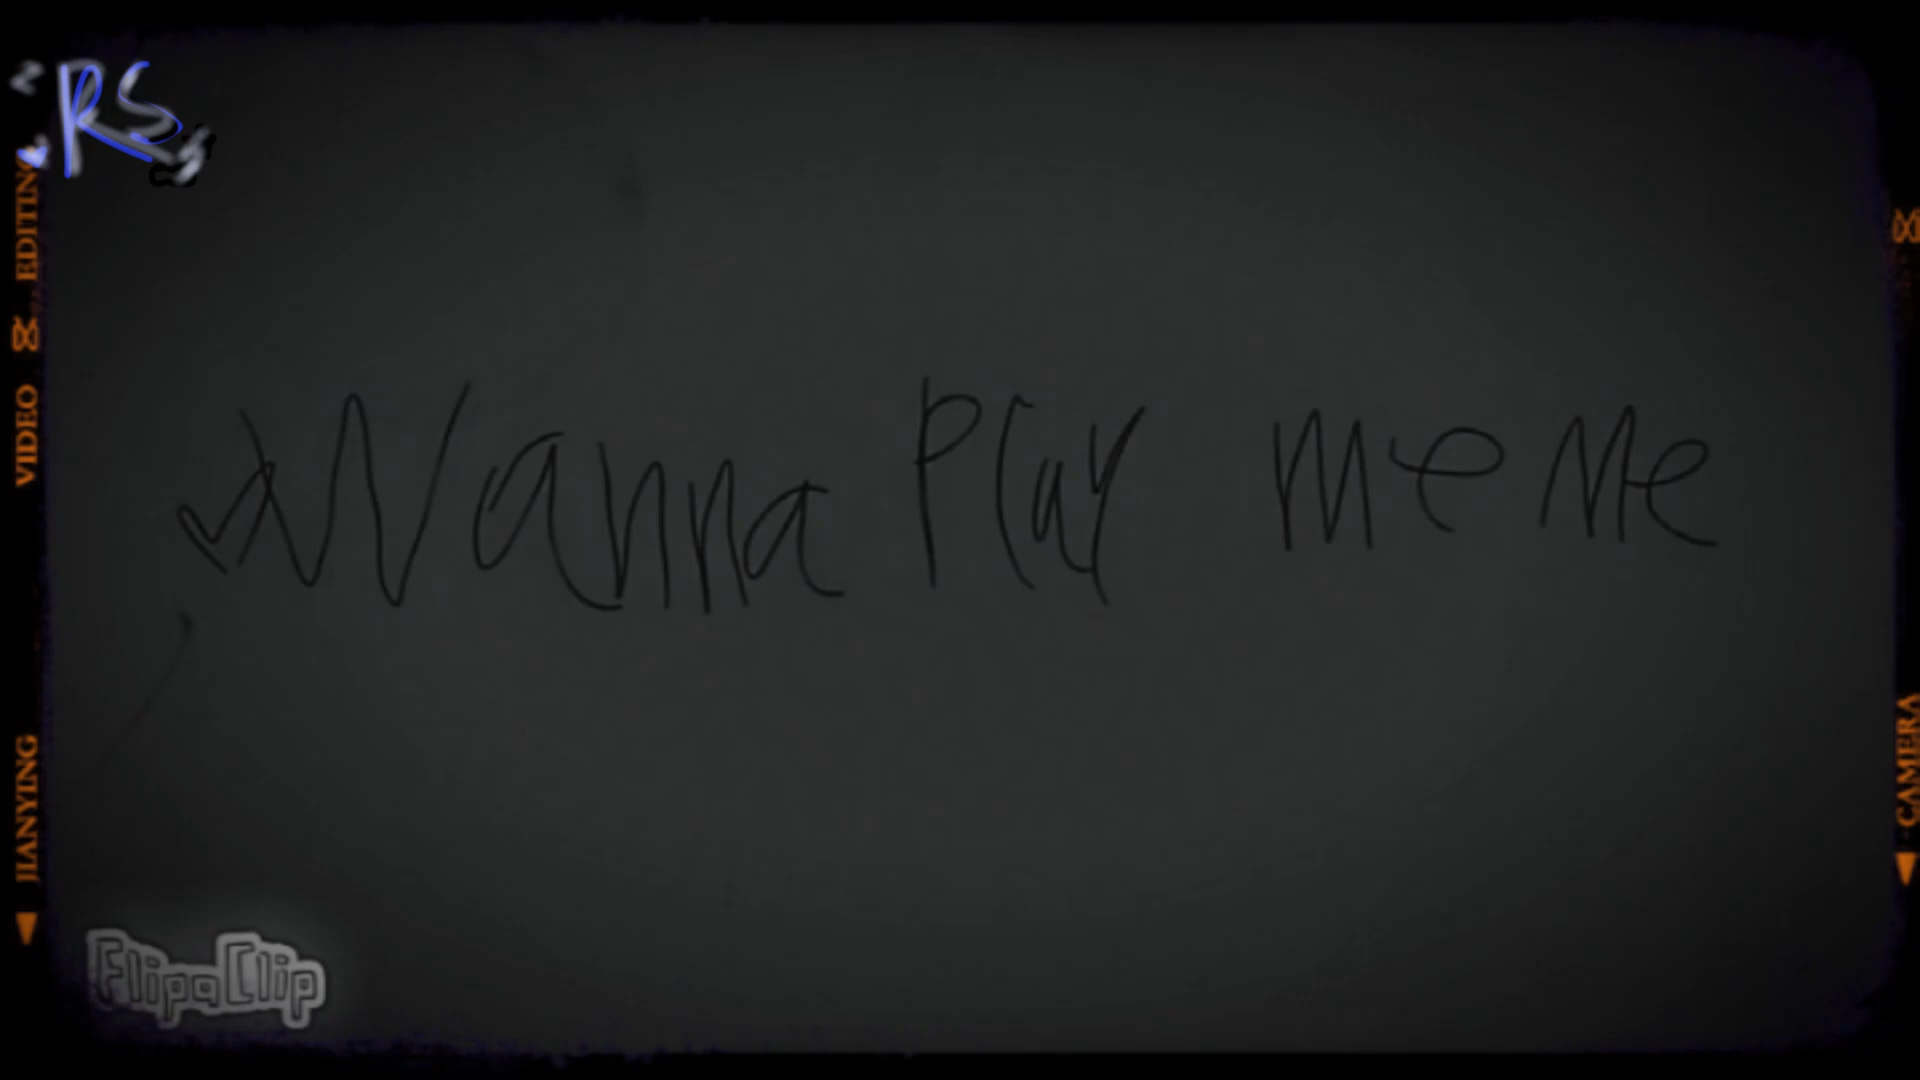 RS
EDITING
VIDEO
JIANYING
Wanna Play meMe
CAMERA
FlipaClip